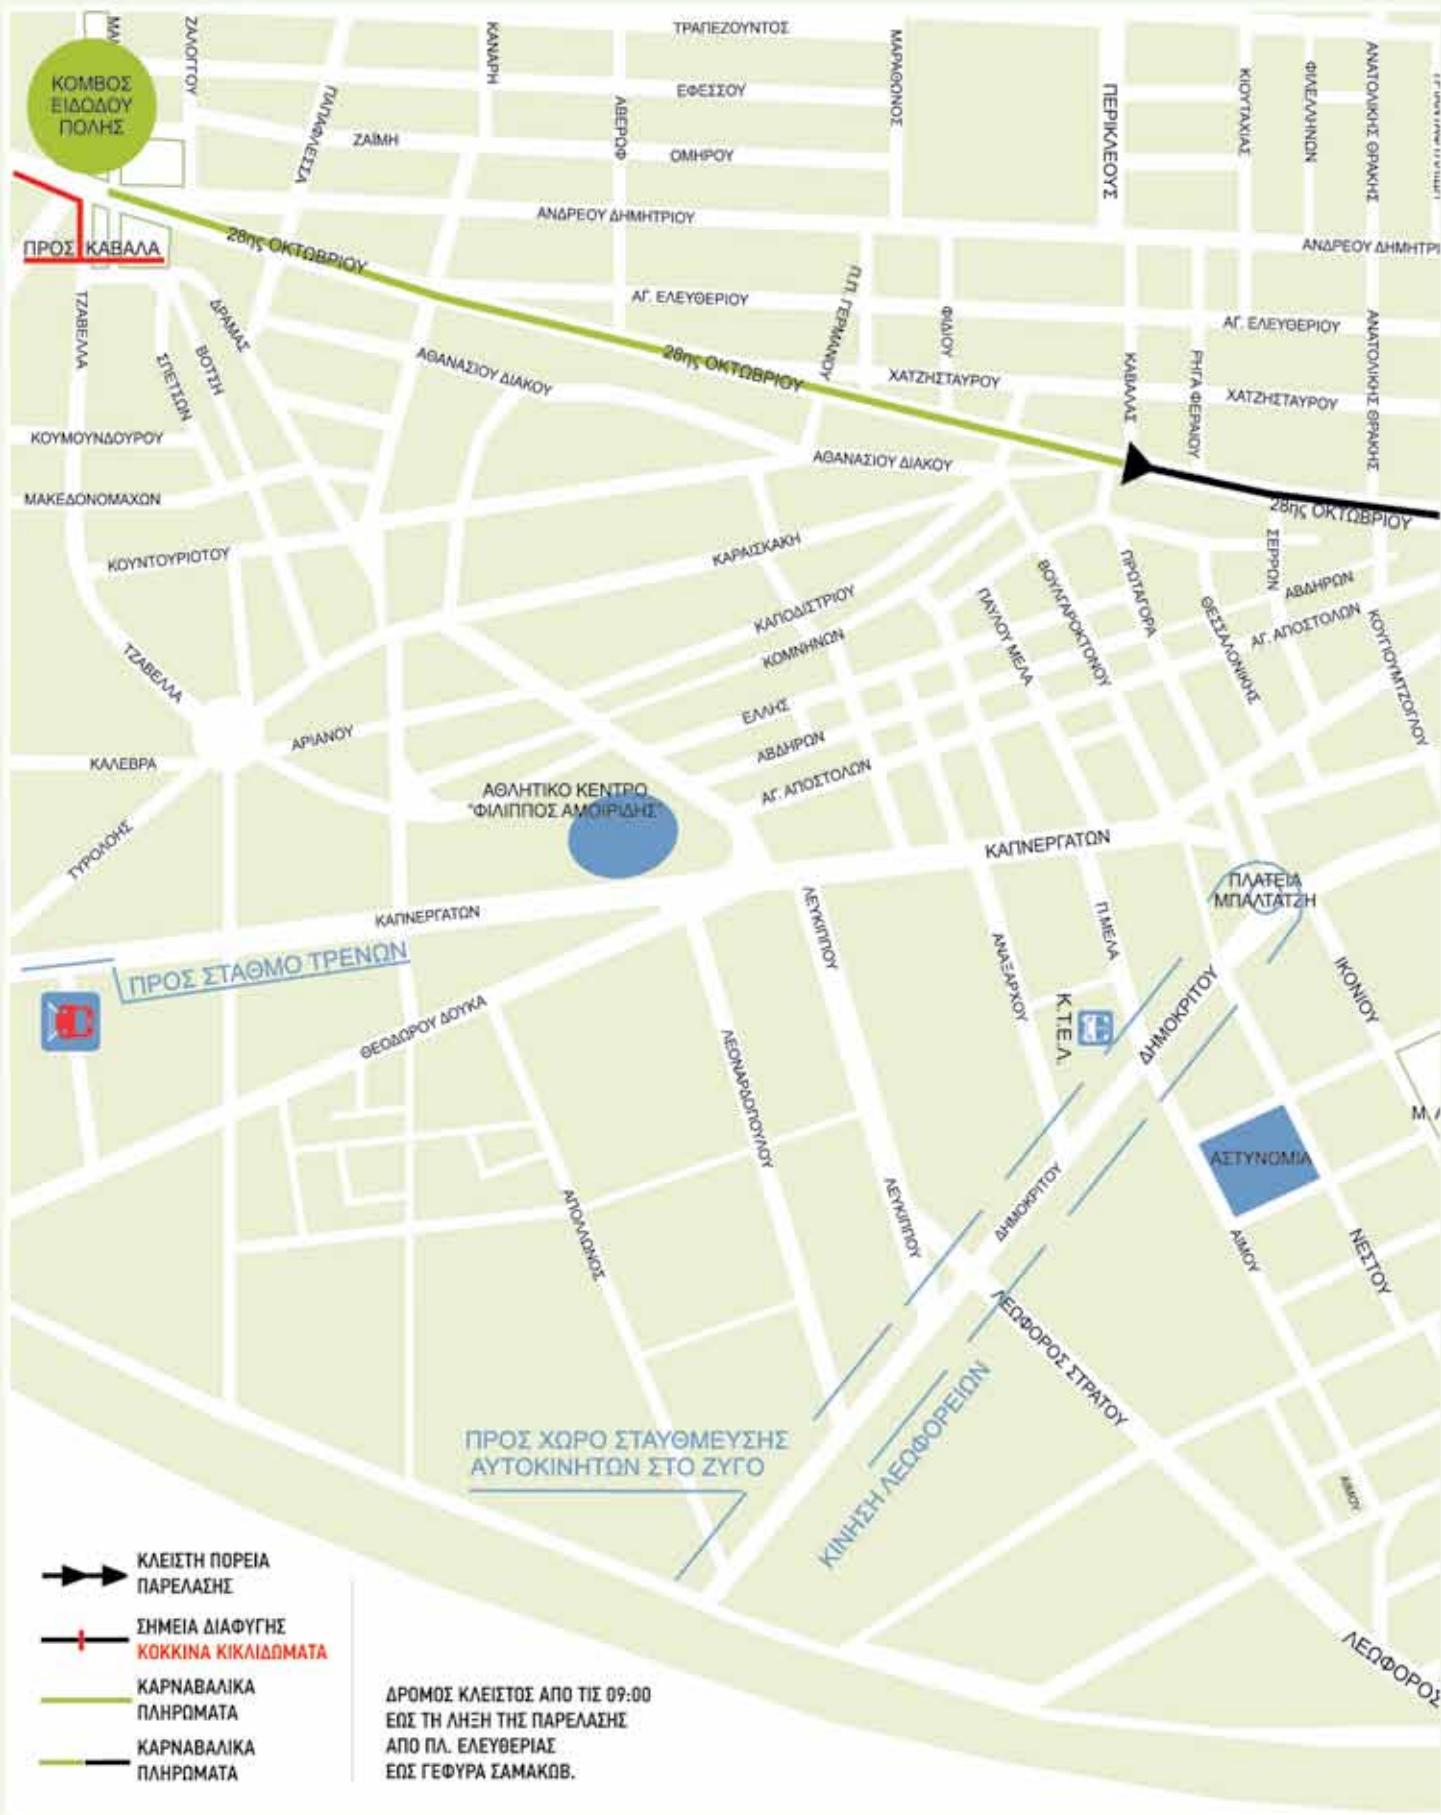 ΚΟΜΒΟΣ
ΕΙΔΟΔΟΥ
ΠΟΛΗΣ
ΖΑΛΟΓΓΟΥ
ΠΑΠΑΦΛΕΣΣΑ
ΚΑΝΑΡΗ
ΤΡΑΠΕΖΟΥΝΤΟΣ
ΕΦΕΣΣΟΥ
ΖΑΪΜΗ
ΑΒΕΡΩΦ
ΟΜΗΡΟΥ
ΜΑΡΑΘΩΝΟΣ
ΠΕΡΙΚΛΕΟΥΣ
ΚΙΟΥΤΑΧΙΑΣ
ΦΙΛΕΛΛΗΝΩΝ
ΑΝΑΤΟΛΙΚΗΣ ΘΡΑΚΗΣ
ΑΝΔΡΕΟΥ ΔΗΜΗΤΡΙΟΥ
ΑΝΔΡΕΟΥ ΔΗΜΗΤΡΙ
ΠΡΟΣ ΚΑΒΑΛΑ
28ης ΟΚΤΩΒΡΙΟΥ
ΤΖΑΒΕΛΛΑ
ΔΡΑΜΑΣ
ΒΟΤΣΗ
ΣΠΕΤΣΩΝ
ΑΓ. ΕΛΕΥΘΕΡΙΟΥ
Π.Π. ΓΕΡΜΑΝΟΥ
ΦΙΔΙΟΥ
ΑΓ. ΕΛΕΥΘΕΡΙΟΥ
ΑΝΑΤΟΛΙΚΗΣ ΘΡΑΚΗΣ
ΑΘΑΝΑΣΙΟΥ ΔΙΑΚΟΥ
28ης ΟΚΤΩΒΡΙΟΥ
ΧΑΤΖΗΣΤΑΥΡΟΥ
ΚΑΒΑΛΑΣ
ΡΗΓΑ ΦΕΡΑΙΟΥ
ΧΑΤΖΗΣΤΑΥΡΟΥ
ΚΟΥΜΟΥΝΔΟΥΡΟΥ
ΜΑΚΕΔΟΝΟΜΑΧΩΝ
ΑΘΑΝΑΣΙΟΥ ΔΙΑΚΟΥ
28ης ΟΚΤΩΒΡΙΟΥ
ΚΟΥΝΤΟΥΡΙΟΤΟΥ
ΚΑΡΑΙΣΚΑΚΗ
ΚΑΠΟΔΙΣΤΡΙΟΥ
ΚΟΜΝΗΝΩΝ
ΠΑΥΛΟΥ ΜΕΛΑ
ΒΟΥΛΓΑΡΟΚΤΟΝΟΥ
ΠΡΩΤΑΓΟΡΑ
ΘΕΣΣΑΛΟΝΙΚΗΣ
ΣΕΡΡΩΝ
ΑΒΔΗΡΩΝ
ΑΓ. ΑΠΟΣΤΟΛΩΝ
ΚΟΥΓΙΟΥΜΤΖΟΓΛΟΥ
ΤΖΑΒΕΛΛΑ
ΑΡΙΑΝΟΥ
ΕΛΛΗΣ
ΑΒΔΗΡΩΝ
ΑΓ. ΑΠΟΣΤΟΛΩΝ
ΚΑΛΕΒΡΑ
ΤΥΡΟΛΟΗΣ
ΑΘΛΗΤΙΚΟ ΚΕΝΤΡΟ
"ΦΙΛΙΠΠΟΣ ΑΜΟΙΡΙΔΗΣ"
ΚΑΠΝΕΡΓΑΤΩΝ
ΚΑΠΝΕΡΓΑΤΩΝ
ΠΛΑΤΕΙΑ
ΜΠΑΛΤΑΤΖΗ
ΠΡΟΣ ΣΤΑΘΜΟ ΤΡΕΝΩΝ
ΘΕΟΔΩΡΟΥ ΔΟΥΚΑ
ΛΕΥΚΙΠΠΟΥ
ΑΝΑΞΑΡΧΟΥ
Π.ΜΕΛΑ
Κ.Τ.Ε.Λ.
ΔΗΜΟΚΡΙΤΟΥ
ΙΚΟΝΙΟΥ
ΛΕΟΝΑΡΔΟΠΟΥΛΟΥ
ΑΣΤΥΝΟΜΙΑ
ΑΠΟΛΛΩΝΟΣ
ΛΕΥΚΙΠΠΟΥ
ΔΗΜΟΚΡΙΤΟΥ
ΑΙΜΟΥ
ΝΕΣΤΟΥ
ΛΕΩΦΟΡΟΣ ΣΤΡΑΤΟΥ
ΠΡΟΣ ΧΩΡΟ ΣΤΑΥΘΜΕΥΣΗΣ
ΑΥΤΟΚΙΝΗΤΩΝ ΣΤΟ ΖΥΓΟ
ΚΙΝΗΣΗ ΛΕΩΦΟΡΕΙΩΝ
ΑΙΜΟΥ
ΛΕΩΦΟΡΟΣ
ΚΛΕΙΣΤΗ ΠΟΡΕΙΑ
ΠΑΡΕΛΑΣΗΣ
ΣΗΜΕΙΑ ΔΙΑΦΥΓΗΣ
ΚΟΚΚΙΝΑ ΚΙΚΛΙΔΩΜΑΤΑ
ΚΑΡΝΑΒΑΛΙΚΑ
ΠΛΗΡΩΜΑΤΑ
ΚΑΡΝΑΒΑΛΙΚΑ
ΠΛΗΡΩΜΑΤΑ
ΔΡΟΜΟΣ ΚΛΕΙΣΤΟΣ ΑΠΟ ΤΙΣ 09:00
ΕΩΣ ΤΗ ΛΗΞΗ ΤΗΣ ΠΑΡΕΛΑΣΗΣ
ΑΠΟ ΠΛ. ΕΛΕΥΘΕΡΙΑΣ
ΕΩΣ ΓΕΦΥΡΑ ΣΑΜΑΚΩΒ.